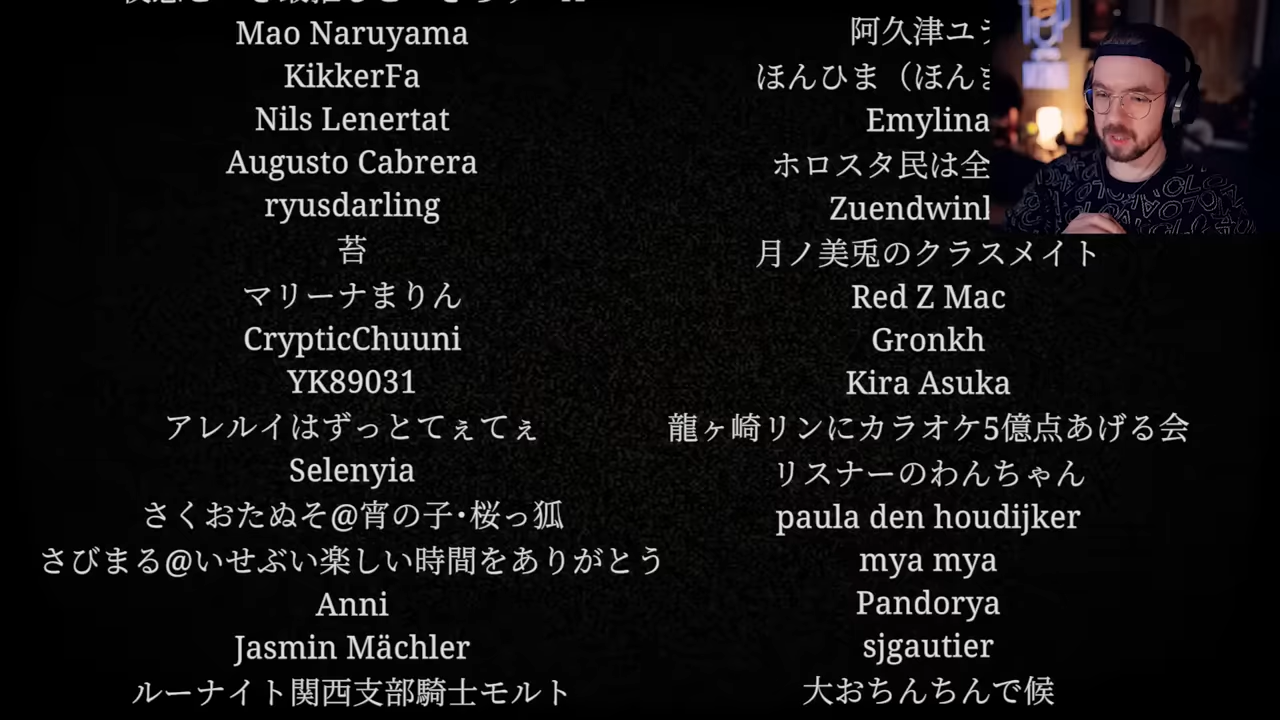 Mao Naruyama
KikkerFa
Nils Lenertat
Augusto Cabrera
ryusdarling
苔
マリーナまりん
CrypticChuuni
YK89031
アレルイはずっとてぇてぇ
Selenyia
さくおたぬそ@宵の子・桜っ狐
さびまる@いせぶい楽しい時間をありがとう
Anni
Jasmin Mächler
ルーナイト関西支部騎士モルト
阿久津ユ
ほんひま（ほん
Emylina
ホロスタ民は全
Zuendwin
月ノ美兎のクラスメイト
Red Z Mac
Gronkh
Kira Asuka
龍ヶ崎リンにカラオケ5億点あげる会
リスナーのわんちゃん
paula den houdijker
mya mya
Pandorya
sjgautier
大おちんちんで候